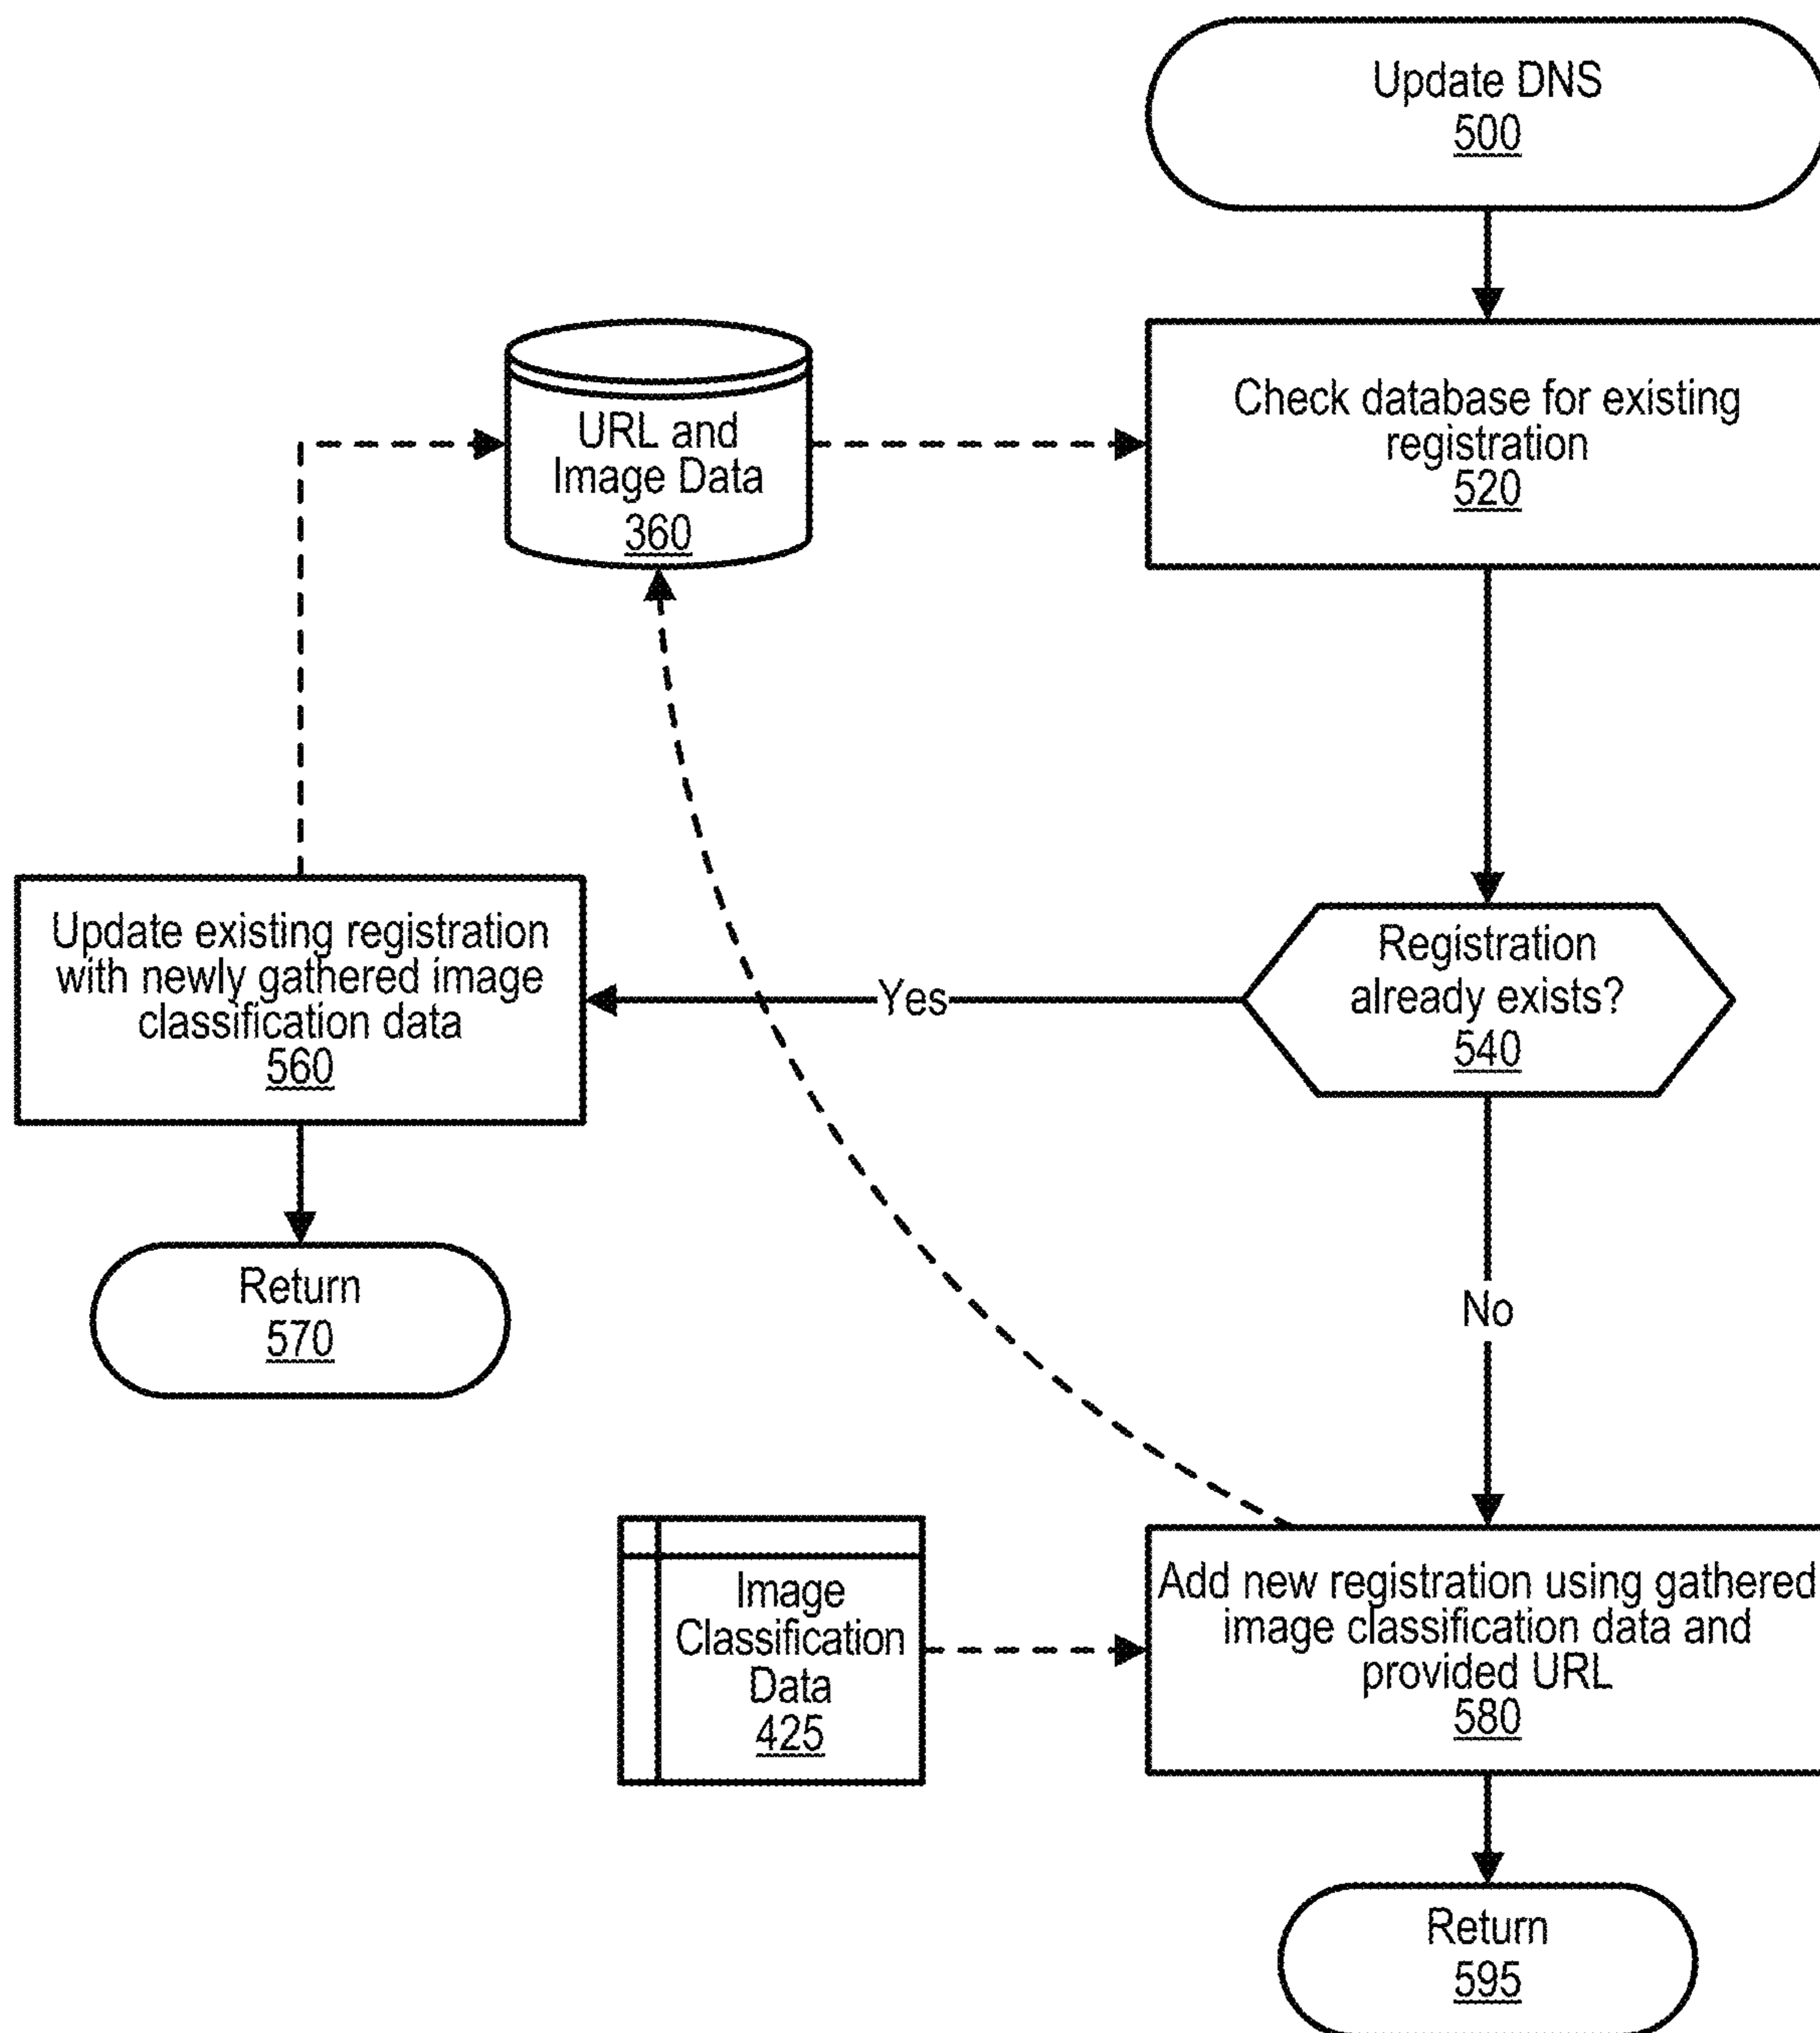 Update DNS
500
Check database for existing
registration
520
URL and
Image Data
360
Registration
already exists?
540
Yes
Update existing registration
with newly gathered image
classification data
560
Return
570
No
Image
Classification
Data
425
Add new registration using gathered
image classification data and
provided URL
580
Return
595